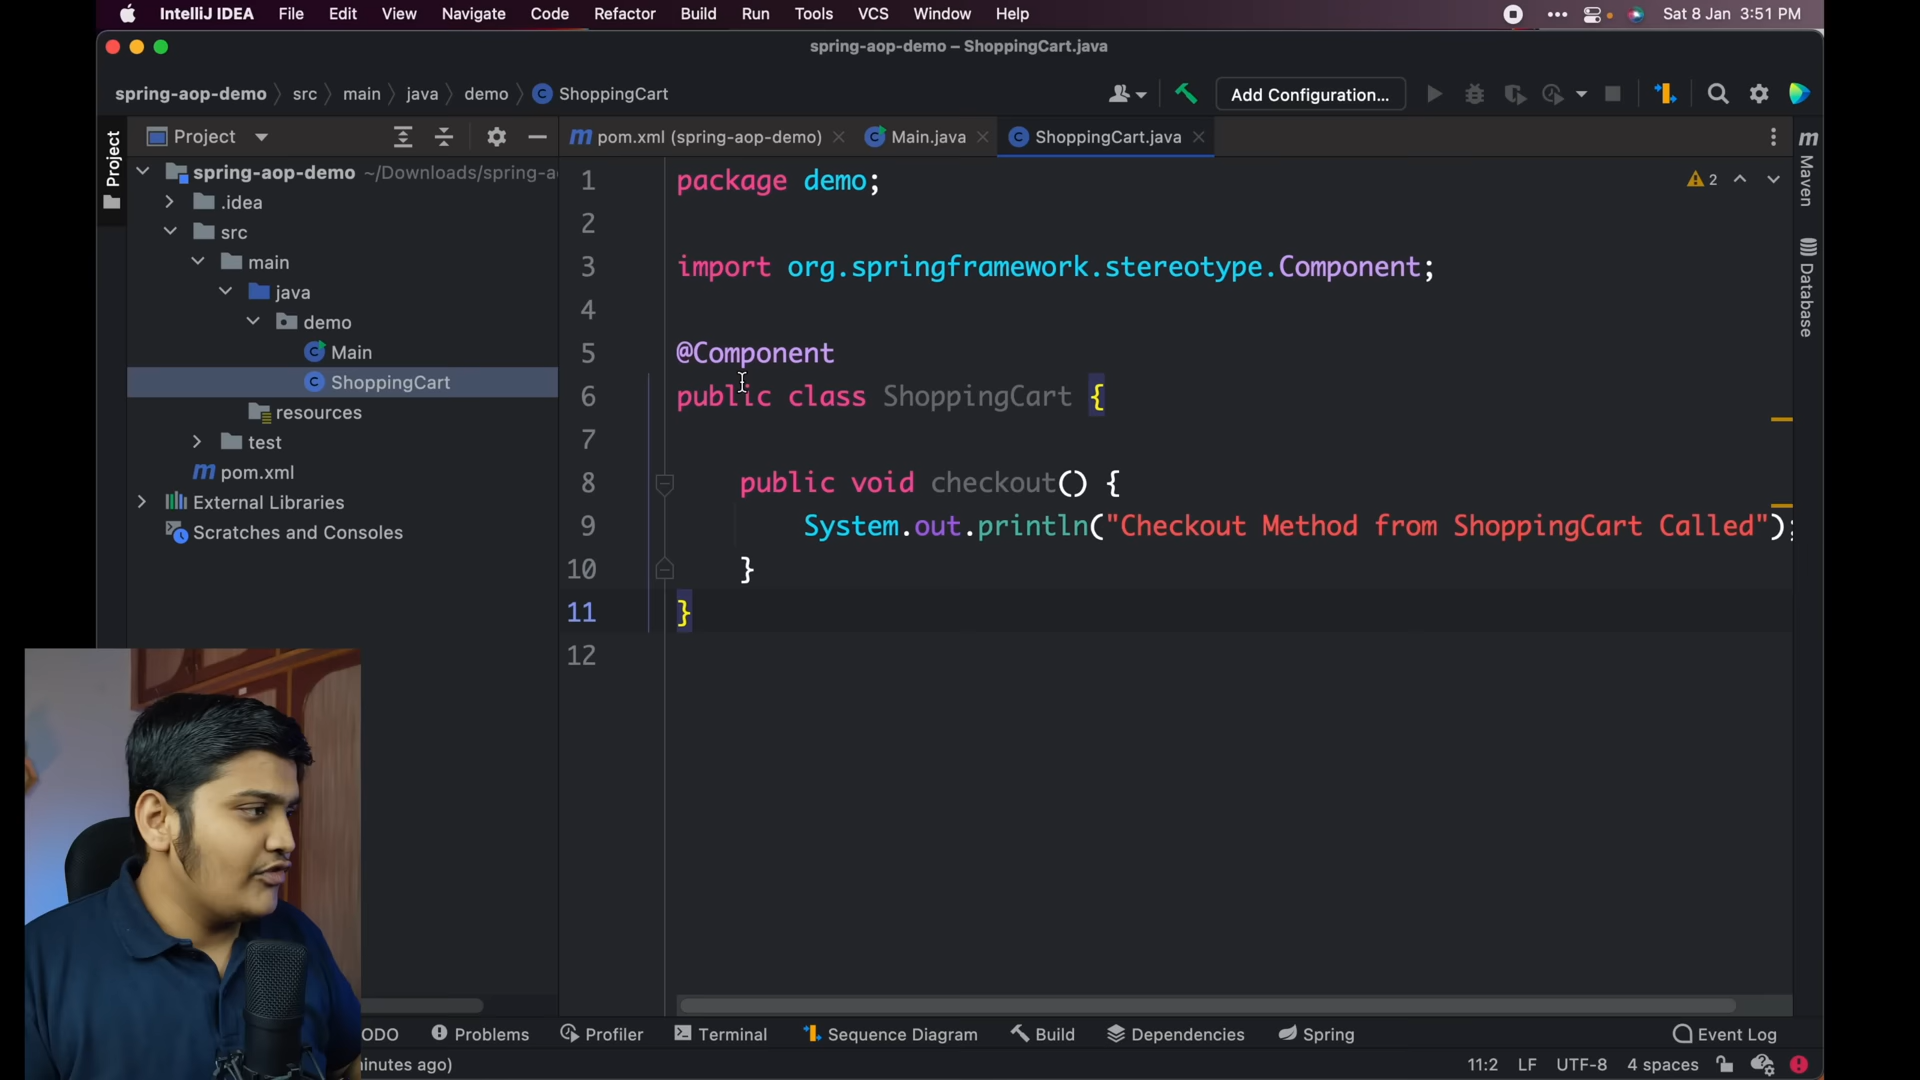 IntelliJ IDEA File Edit View Navigate Code Refactor Build Run Tools VCS Window Help Sat 8 Jan 3:51 PM
spring-aop-demo – ShoppingCart.java
spring-aop-demo src main java demo ShoppingCart Add Configuration...
Project
Project
pom.xml (spring-aop-demo) Main.java ShoppingCart.java
Maven
Database
spring-aop-demo ~/Downloads/spring-a
.idea
src
main
java
demo
Main
ShoppingCart
resources
test
pom.xml
External Libraries
Scratches and Consoles
2
1 package demo;
2
3 import org.springframework.stereotype.Component;
4
5 @Component
6 public class ShoppingCart {
7
8 public void checkout() {
9 System.out.println("Checkout Method from ShoppingCart Called");
10 }
11 }
12
ODO Problems Profiler Terminal Sequence Diagram Build Dependencies Spring Event Log
inutes ago) 11:2 LF UTF-8 4 spaces